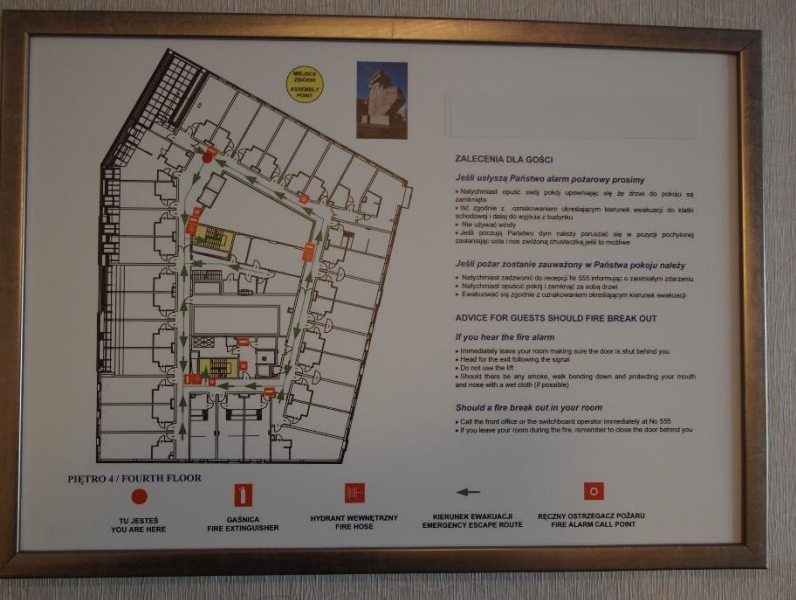 MIEJSCE
ZBIÓRKI
ASSEMBLY
POINT
ZALECENIA DLA GOŚCI
Jeśli usłyszą Państwo alarm pożarowy prosimy
• Natychmiast opuść swój pokój upewniając się że drzwi do pokoju są
zamknięte
• Iść zgodnie z oznakowaniem określającym kierunek ewakuacji do klatki
schodowej i dalej do wyjścia z budynku
• Nie używać windy
• Jeśli poczują Państwo dym należy poruszać się w pozycji pochylonej
zasłaniając usta i nos zwilżoną chusteczką jeśli to możliwe
Jeśli pożar zostanie zauważony w Państwa pokoju należy
• Natychmiast zadzwonić do recepcji Nr 555 informując o zaistniałym zdarzeniu
• Natychmiast opuścić pokój i zamknąć za sobą drzwi
• Ewakuować się zgodnie z oznakowaniem określającym kierunek ewakuacji
ADVICE FOR GUESTS SHOULD FIRE BREAK OUT
If you hear the fire alarm
• Immediately leave your room making sure the door is shut behind you
• Head for the exit following the signal
• Do not use the lift
• Should there be any smoke, walk bending down and protecting your mouth
and nose with a wet cloth (if possible)
Should a fire break out in your room
• Call the front office or the switchboard operator immediately at No 555
• If you leave your room during the fire, remember to close the door behind you
PIĘTRO 4 / FOURTH FLOOR
TU JESTEŚ
YOU ARE HERE
GAŚNICA
FIRE EXTINGUISHER
HYDRANT WEWNĘTRZNY
FIRE HOSE
KIERUNEK EWAKUACJI
EMERGENCY ESCAPE ROUTE
RĘCZNY OSTRZEGACZ POŻARU
FIRE ALARM CALL POINT